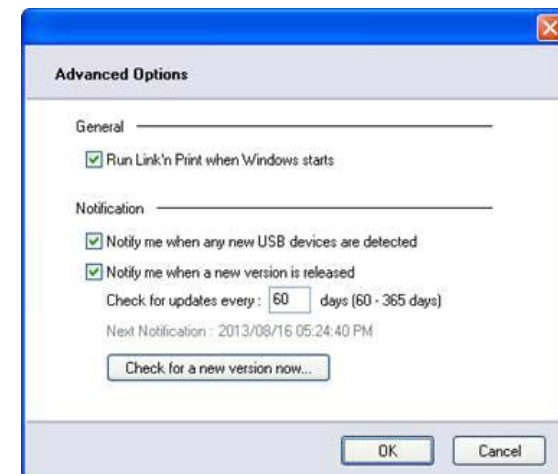 Advanced Options
General
Run Link'n Print when Windows starts
Notification
Notify me when any new USB devices are detected
Notify me when a new version is released
Check for updates every : 60 days (60 - 365 days)
Next Notification : 2013/08/16 05:24:40 PM
Check for a new version now...
OK Cancel